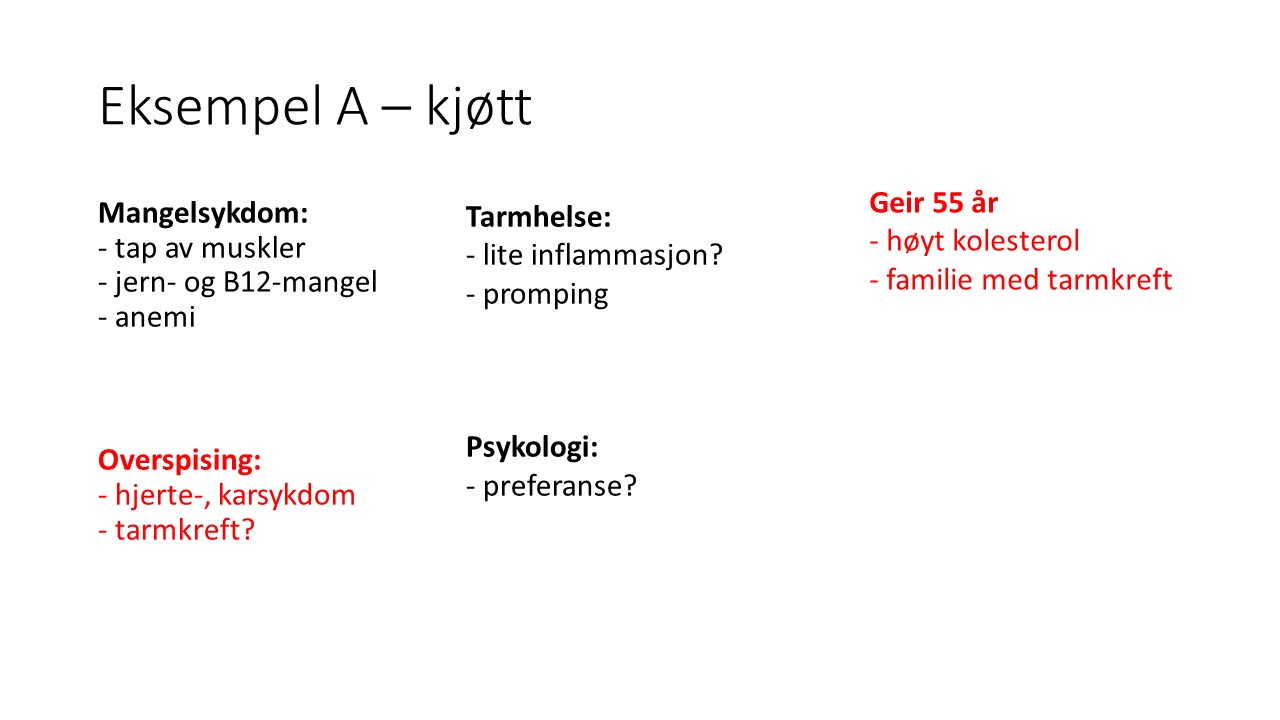 Eksempel A – kjøtt
Mangelsykdom:
- tap av muskler
- jern- og B12-mangel
- anemi
Overspising:
- hjerte-, karsykdom
- tarmkreft?
Tarmhelse:
- lite inflammasjon?
- promping
Psykologi:
- preferanse?
Geir 55 år
- høyt kolesterol
- familie med tarmkreft